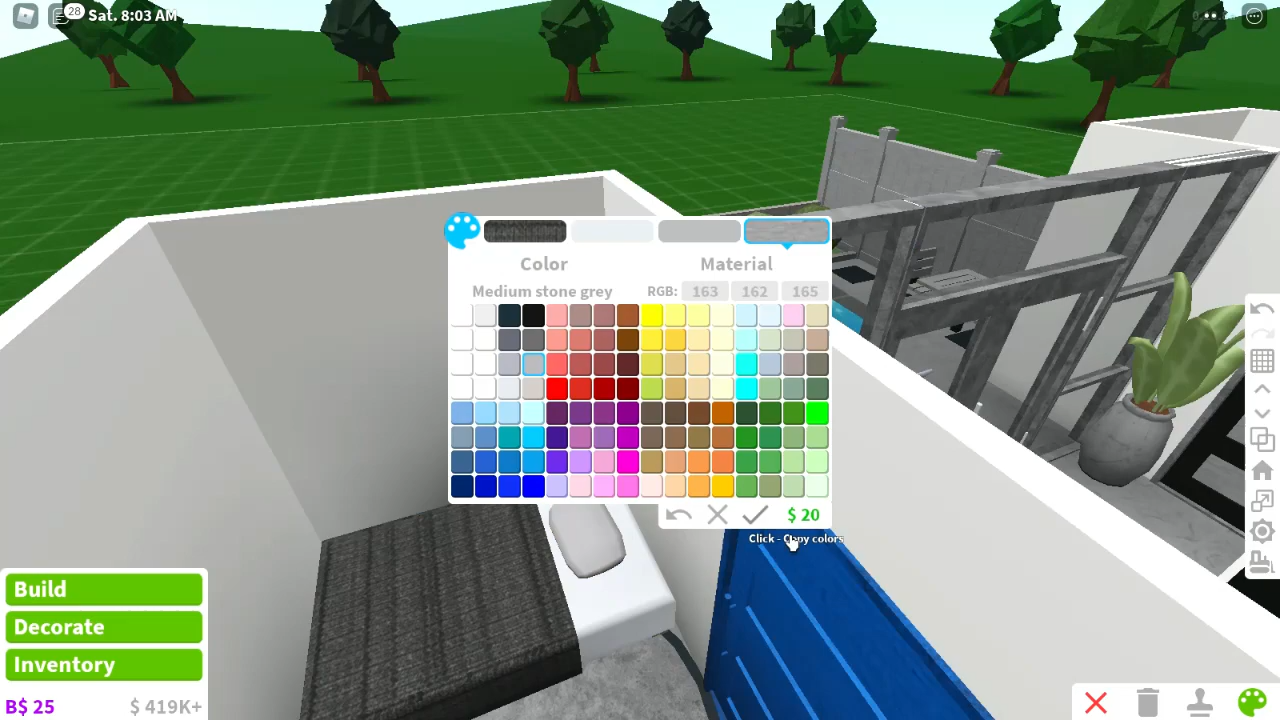 28
Sat. 8:03 AM
Color
Material
Medium stone grey
RGB: 163 162 165
$ 20
Click - Copy colors
Build
Decorate
Inventory
B$ 25
$ 419K+